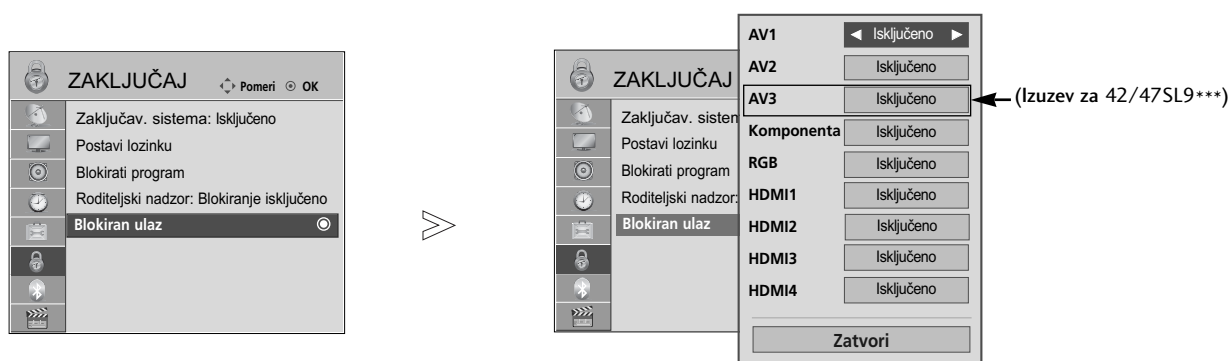 ZAKLJUČAJ
Pomeri OK
Zaključav. sistema: Isključeno
Postavi lozinku
Blokirati program
Roditeljski nadzor: Blokiranje isključeno
Blokiran ulaz
ZAKLJUČAJ
Zaključav. sisten
Postavi lozinku
Blokirati program
Roditeljski nadzor:
Blokiran ulaz
AV1 ◄ Isključeno ►
AV2 Isključeno
AV3 Isključeno
(Izuzev za 42/47SL9***)
Komponenta Isključeno
RGB Isključeno
HDMI1 Isključeno
HDMI2 Isključeno
HDMI3 Isključeno
HDMI4 Isključeno
Zatvori